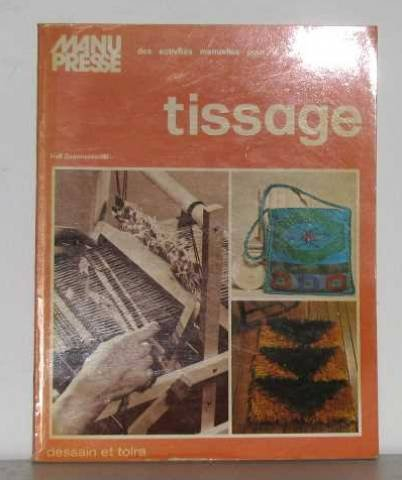 MANU
PRESSE
des activités manuelles pour
tissage
dessain et tolra